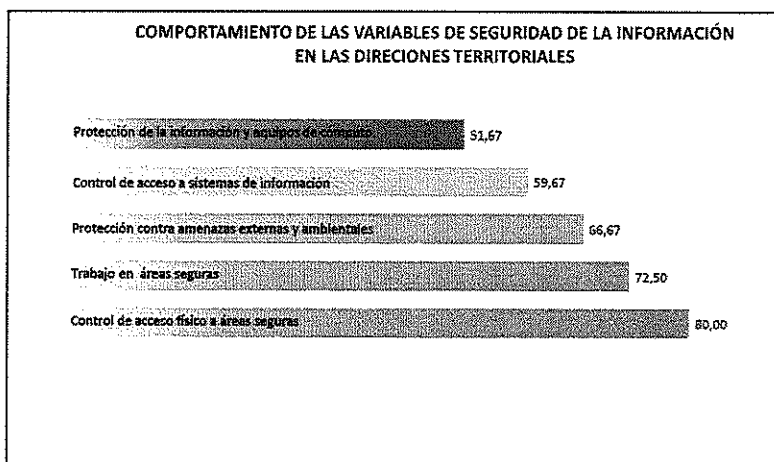 COMPORTAMIENTO DE LAS VARIABLES DE SEGURIDAD DE LA INFORMACIÓN
EN LAS DIRECIONES TERRITORIALES
Protección de la información y equipos de computo 51,67
Control de acceso a sistemas de información 59,67
Protección contra amenazas externas y ambientales 66,67
Trabajo en áreas seguras 72,50
Control de acceso físico a áreas seguras 80,00